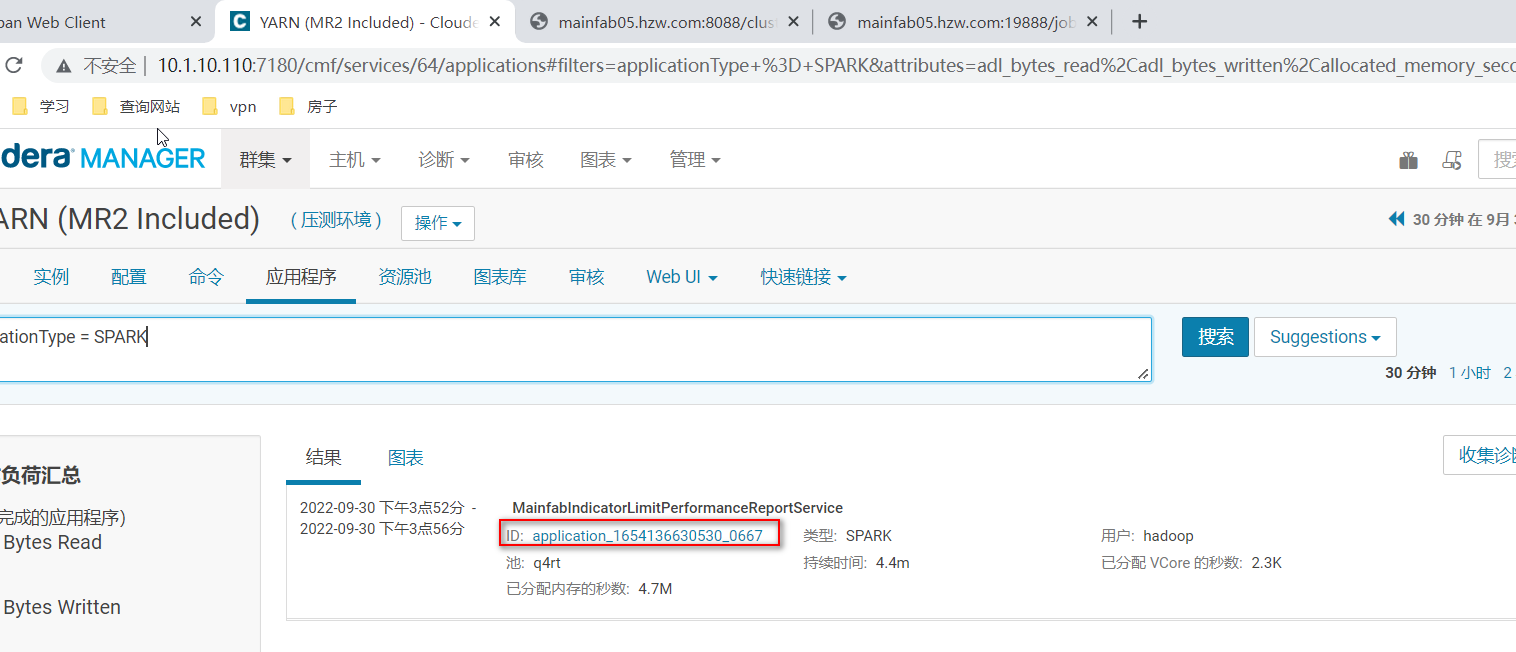 pan Web Client
YARN (MR2 Included) - Cloude
mainfab05.hzw.com:8088/clus
mainfab05.hzw.com:19888/job
不安全 10.1.10.110:7180/cmf/services/64/applications#filters=applicationType+%3D+SPARK&attributes=adl_bytes_read%2Cadl_bytes_written%2Callocated_memory_seco
学习 查询网站 vpn 房子
dera MANAGER 群集 主机 诊断 审核 图表 管理 搜
ARN (MR2 Included) (压测环境) 操作 30 分钟 在 9月
实例 配置 命令 应用程序 资源池 图表库 审核 Web UI 快速链接
ationType = SPARK
搜索 Suggestions
30 分钟 1 小时 2
负荷汇总
完成的应用程序)
Bytes Read
Bytes Written
结果 图表
收集诊
2022-09-30 下午3点52分 -
2022-09-30 下午3点56分
MainfabIndicatorLimitPerformanceReportService
ID: application_1654136630530_0667 类型: SPARK 用户: hadoop
池: q4rt 持续时间: 4.4m 已分配 VCore 的秒数: 2.3K
已分配内存的秒数: 4.7M